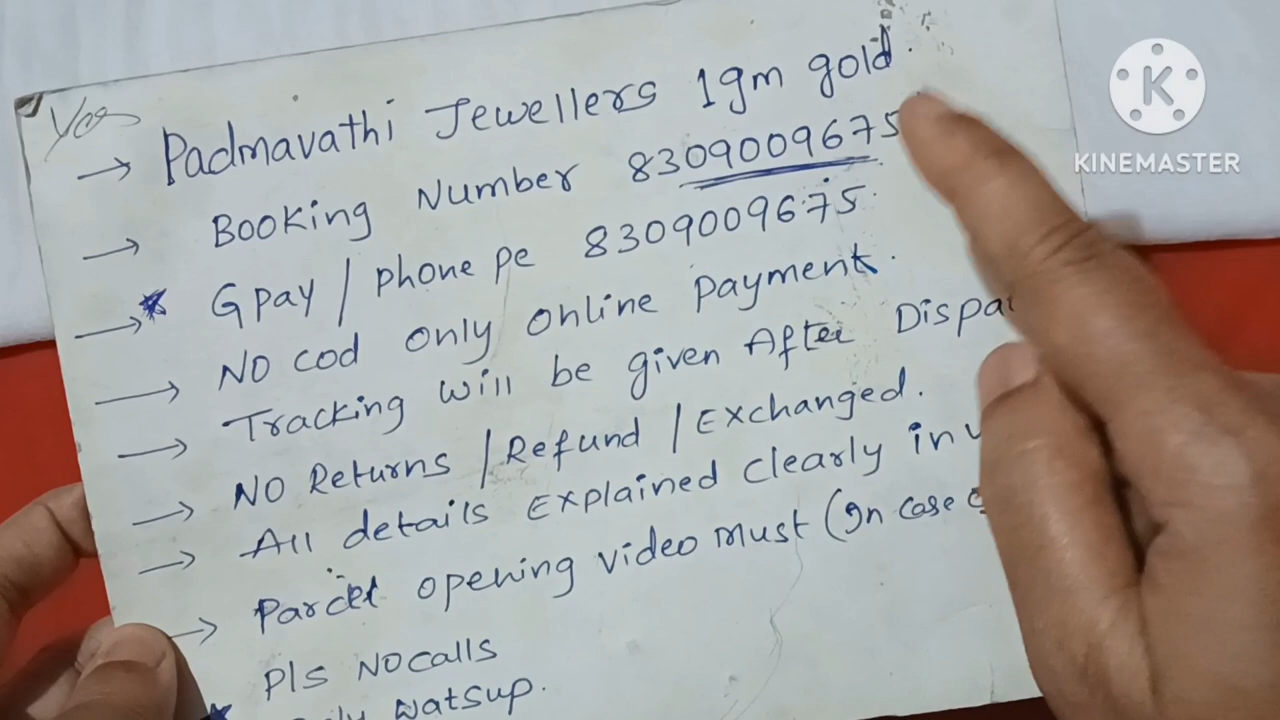 Padmavathi Jewellers 1gm gold.
Booking Number 8309009675
Gpay / phone pe 8309009675.
NO cod only online payment.
Tracking will be given After
NO Returns / Refund / Exchanged.
All details Explained clearly in
Parcel opening video must (In case
Pls NO calls
watsup.
KINEMASTER